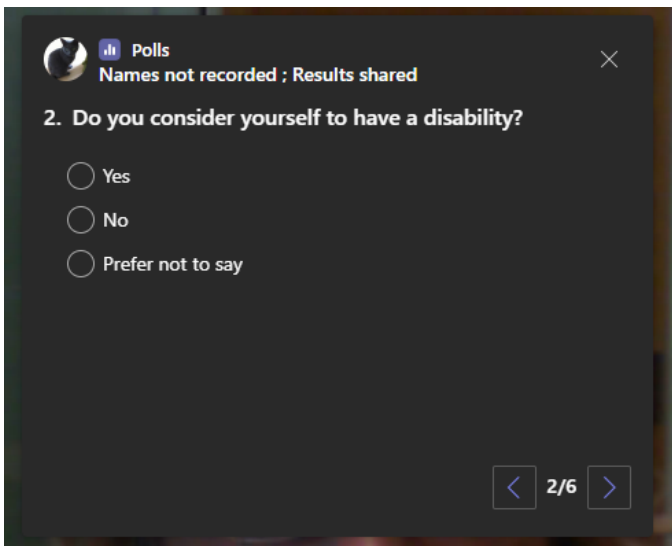 Polls
Names not recorded ; Results shared
2. Do you consider yourself to have a disability?
Yes
No
Prefer not to say
2/6